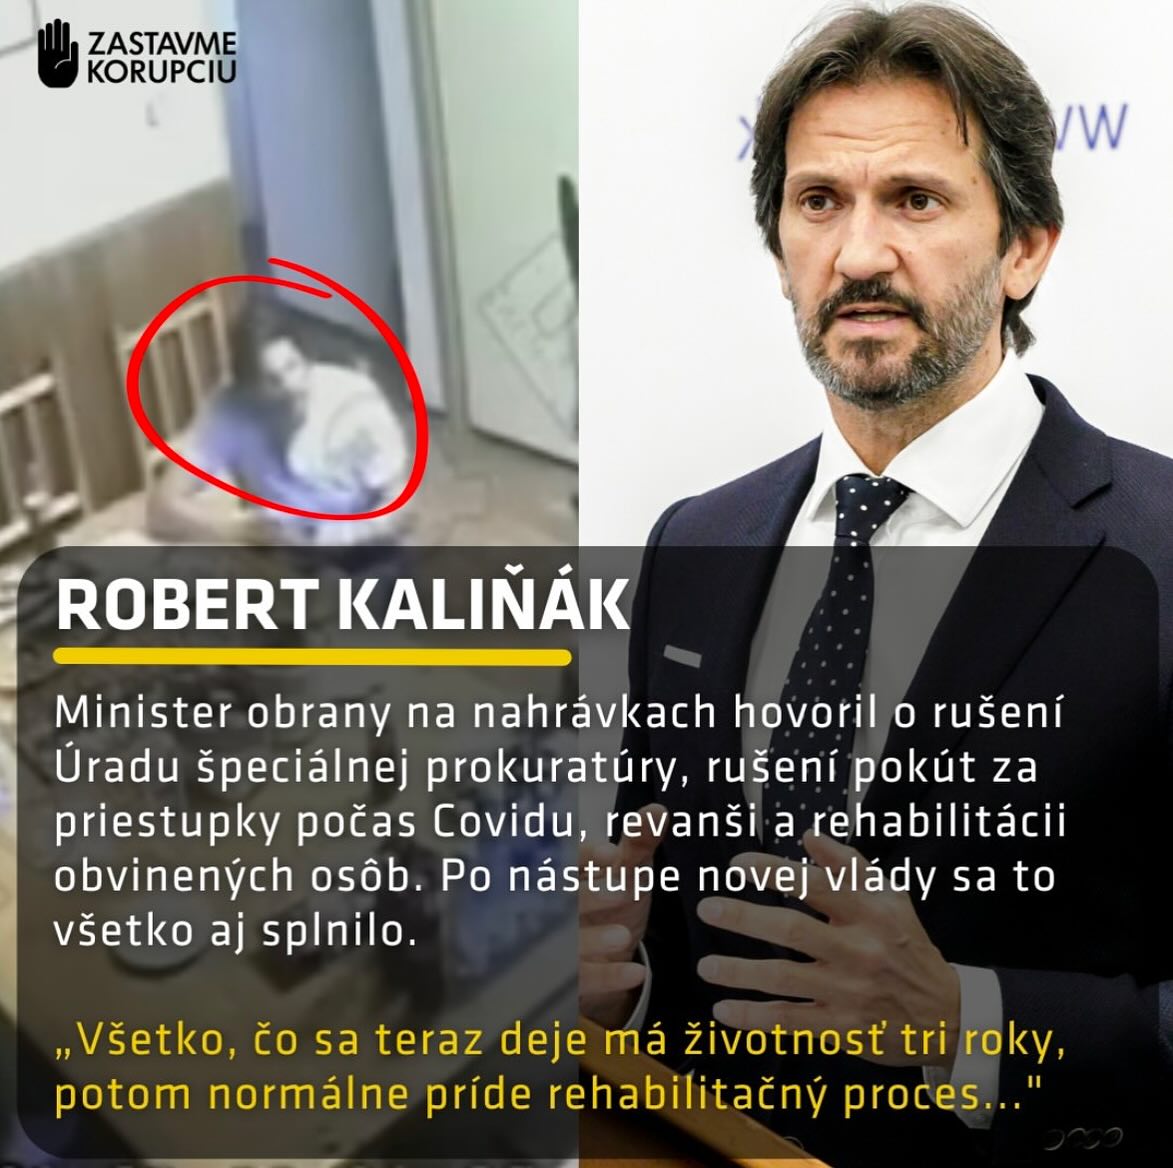 ZASTAVME
KORUPCIU
ROBERT KALIŇÁK
Minister obrany na nahrávkach hovoril o rušení
Úradu špeciálnej prokuratúry, rušení pokút za
priestupky počas Covidu, revanši a rehabilitácii
obvinených osôb. Po nástupe novej vlády sa to
všetko aj splnilo.
„Všetko, čo sa teraz deje má životnosť tri roky,
potom normálne príde rehabilitačný proces..."